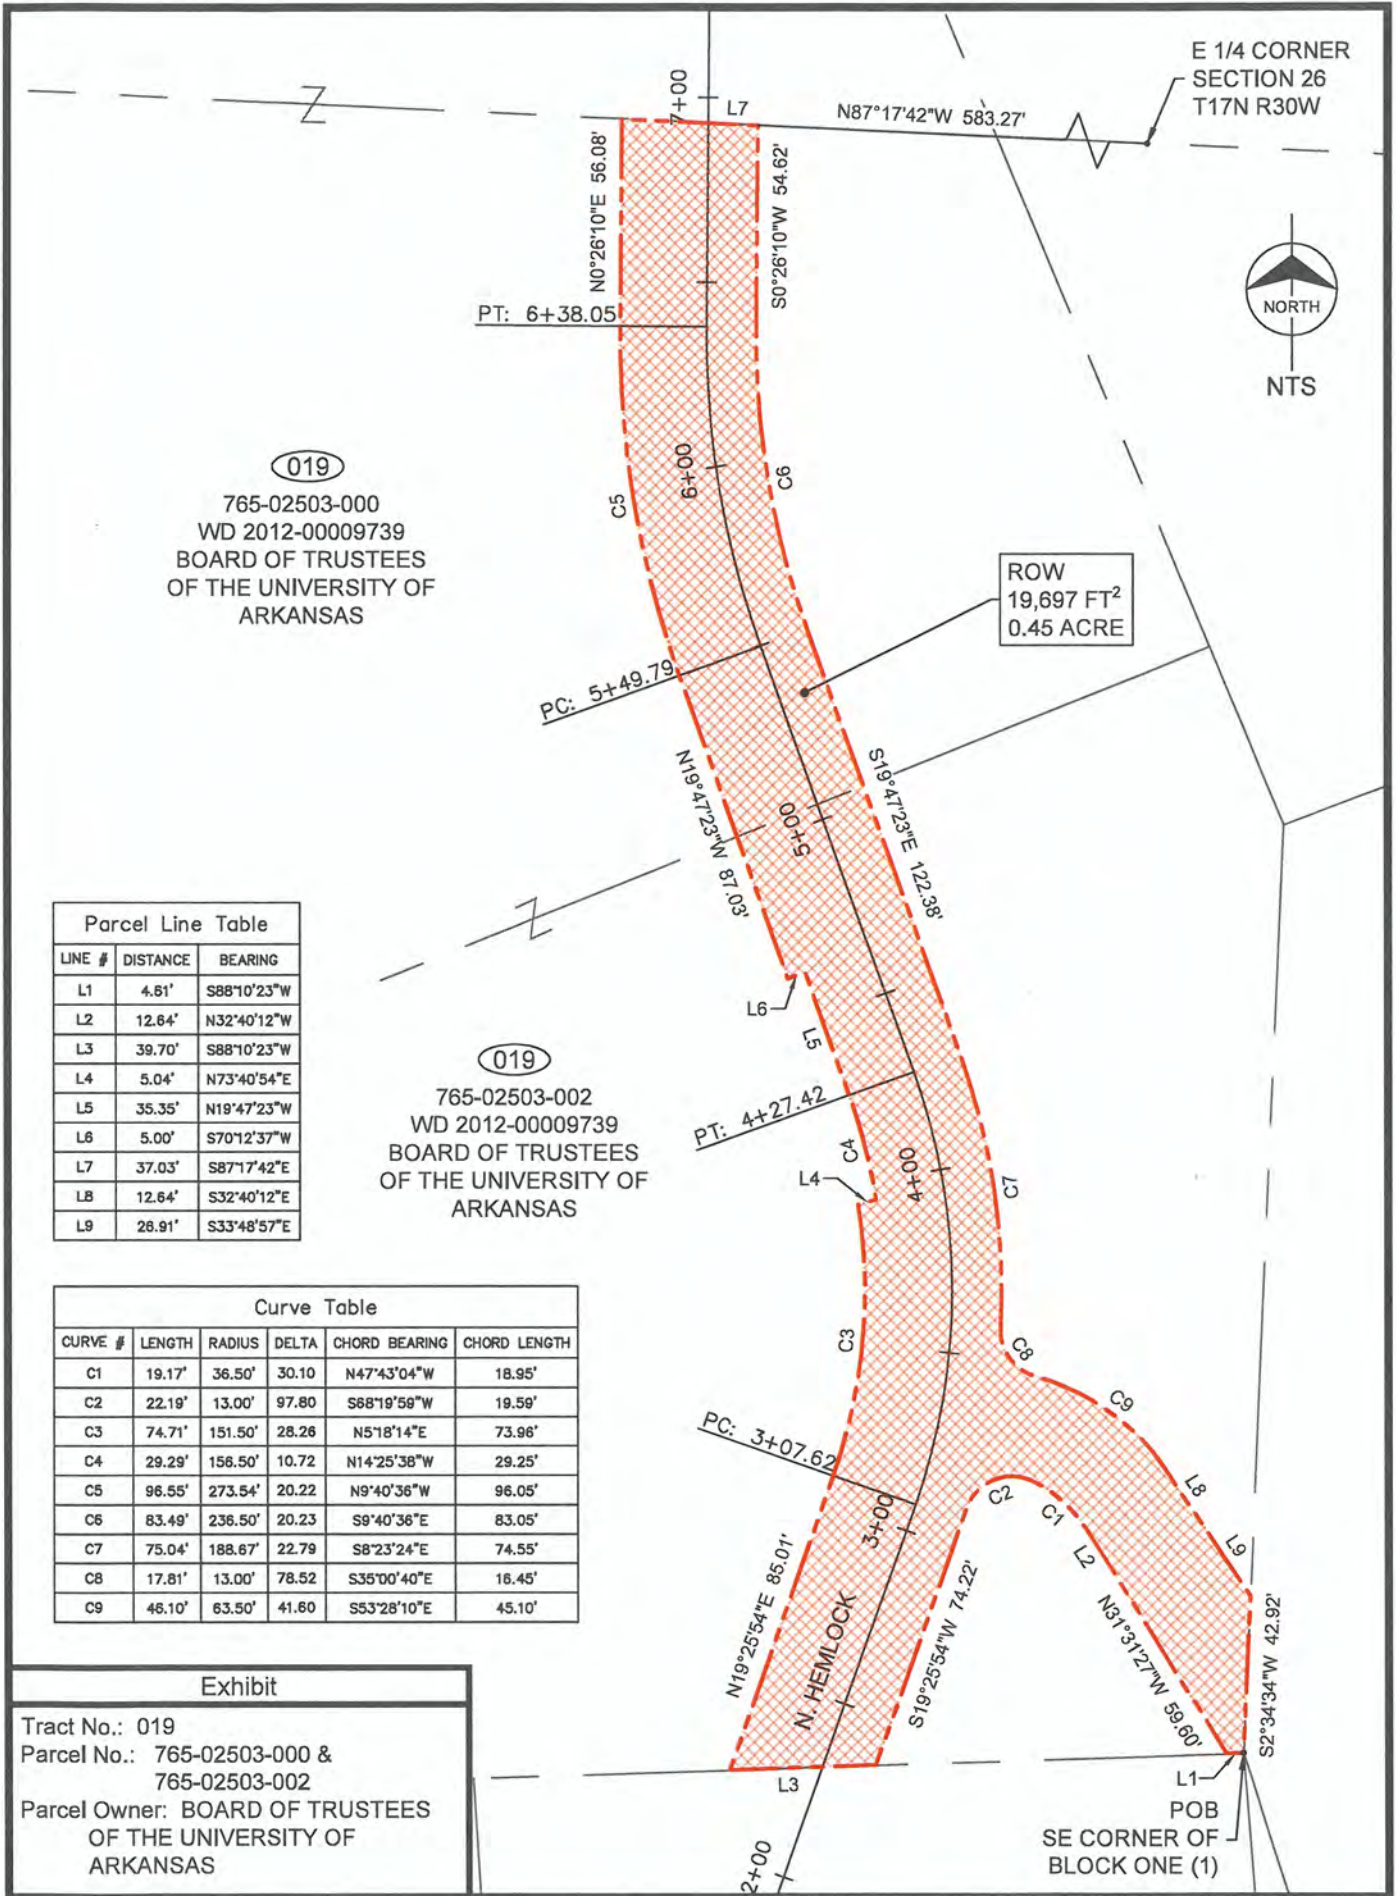 E 1/4 CORNER
SECTION 26
T17N R30W
7+00
L7
N87°17'42"W 583.27'
N0°26'10"E 56.08'
S0°26'10"W 54.62'
NORTH
NTS
PT: 6+38.05
019
765-02503-000
WD 2012-00009739
BOARD OF TRUSTEES
OF THE UNIVERSITY OF
ARKANSAS
C5
6+00
C6
ROW
19,697 FT²
0.45 ACRE
PC: 5+49.79
N19°47'23"W 87.03'
5+00
S19°47'23"E 122.38'
Parcel Line Table
LINE # DISTANCE BEARING
L1 4.61' S88°10'23"W
L2 12.64' N32°40'12"W
L3 39.70' S88°10'23"W
L4 5.04' N73°40'54"E
L5 35.35' N19°47'23"W
L6 5.00' S70°12'37"W
L7 37.03' S87°17'42"E
L8 12.64' S32°40'12"E
L9 26.91' S33°48'57"E
L6
L5
019
765-02503-002
WD 2012-00009739
BOARD OF TRUSTEES
OF THE UNIVERSITY OF
ARKANSAS
PT: 4+27.42
C4
L4
4+00
C7
Curve Table
CURVE # LENGTH RADIUS DELTA CHORD BEARING CHORD LENGTH
C1 19.17' 36.50' 30.10 N47°43'04"W 18.95'
C2 22.19' 13.00' 97.80 S68°19'59"W 19.59'
C3 74.71' 151.50' 28.26 N5°18'14"E 73.96'
C4 29.29' 156.50' 10.72 N14°25'38"W 29.25'
C5 96.55' 273.54' 20.22 N9°40'36"W 96.05'
C6 83.49' 236.50' 20.23 S9°40'36"E 83.05'
C7 75.04' 188.67' 22.79 S8°23'24"E 74.55'
C8 17.81' 13.00' 78.52 S35°00'40"E 16.45'
C9 46.10' 63.50' 41.60 S53°28'10"E 45.10'
C3
C8
C9
PC: 3+07.62
3+00
C2
C1
L2
L8
L9
N19°25'54"E 85.01'
N. HEMLOCK
S19°25'54"W 74.22'
N31°31'27"W 59.60'
S2°34'34"W 42.92'
L3
L1
POB
SE CORNER OF
BLOCK ONE (1)
2+00
Exhibit
Tract No.: 019
Parcel No.: 765-02503-000 &
765-02503-002
Parcel Owner: BOARD OF TRUSTEES
OF THE UNIVERSITY OF
ARKANSAS